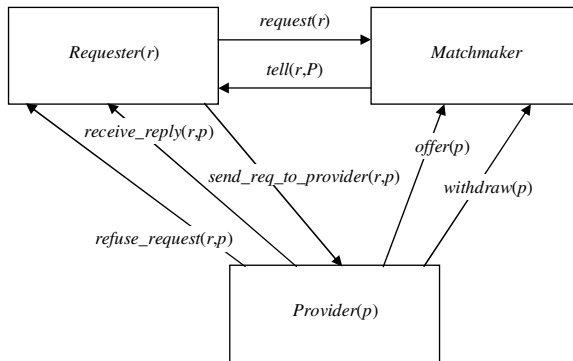 request(r)
Requester(r)
Matchmaker
tell(r,P)
receive_reply(r,p)
offer(p)
send_req_to_provider(r,p)
withdraw(p)
refuse_request(r,p)
Provider(p)